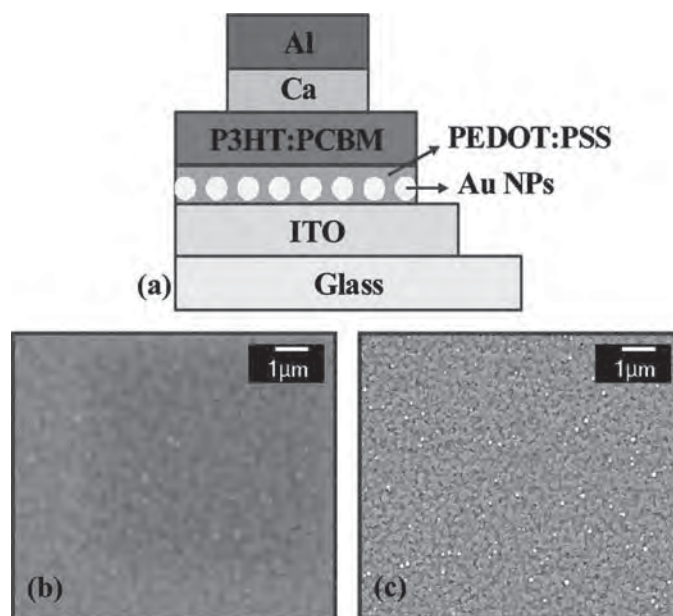 Al
Ca
P3HT:PCBM
PEDOT:PSS
Au NPs
ITO
(a)
Glass
1µm
1µm
(b)
(c)